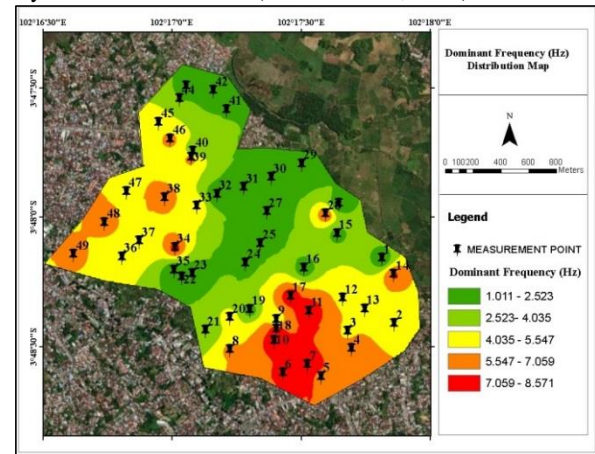 102°16'30"S
102°17'0"S
102°17'30"S
102°18'0"S
3°47'30"S
3°48'0"S
3°48'30"S
42
44
41
45
46
40
39
29
30
31
32
47
38
33
27
48
37
15
34
25
49
36
24
16
1
35
23
22
14
17
12
19
11
13
20
9
2
21
18
3
10
8
4
7
6
5
Dominant Frequency (Hz)
Distribution Map
N
0 100200 400 600 800
Meters
Legend
MEASUREMENT POINT
Dominant Frequency (Hz)
1.011 - 2.523
2.523- 4.035
4.035 - 5.547
5.547 - 7.059
7.059 - 8.571